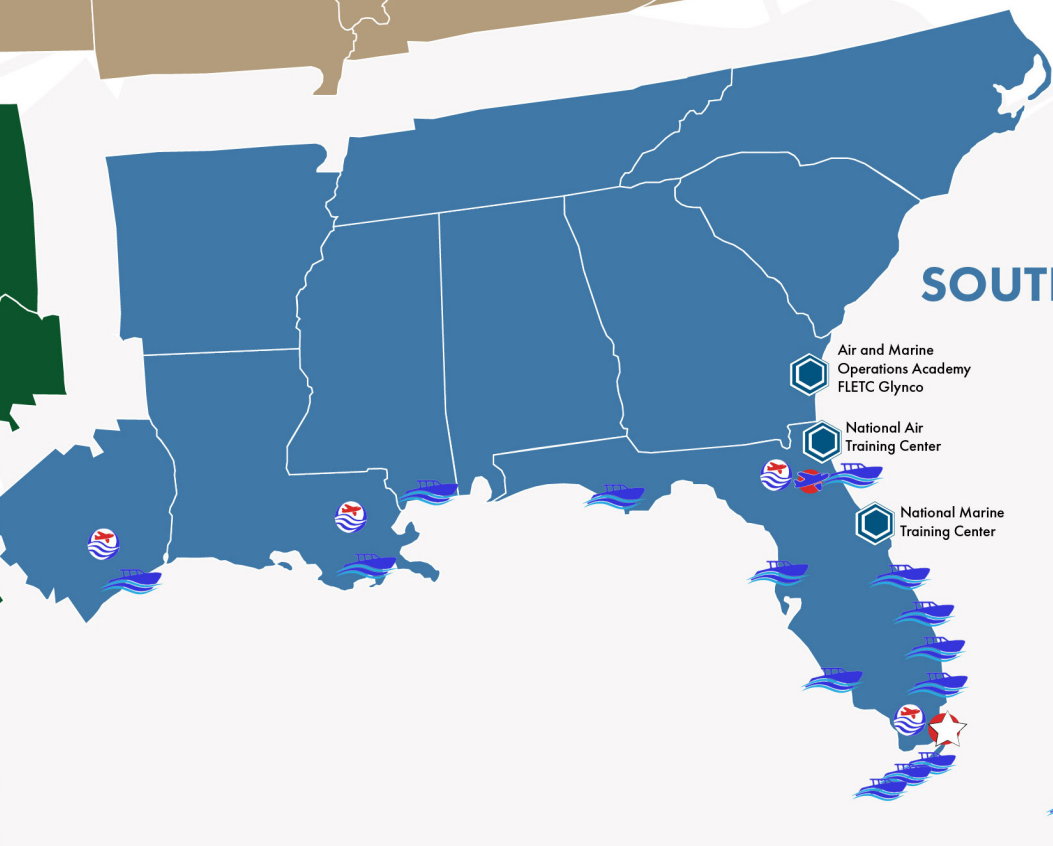 SOUT
Air and Marine
Operations Academy
FLETC Glynco
National Air
Training Center
National Marine
Training Center